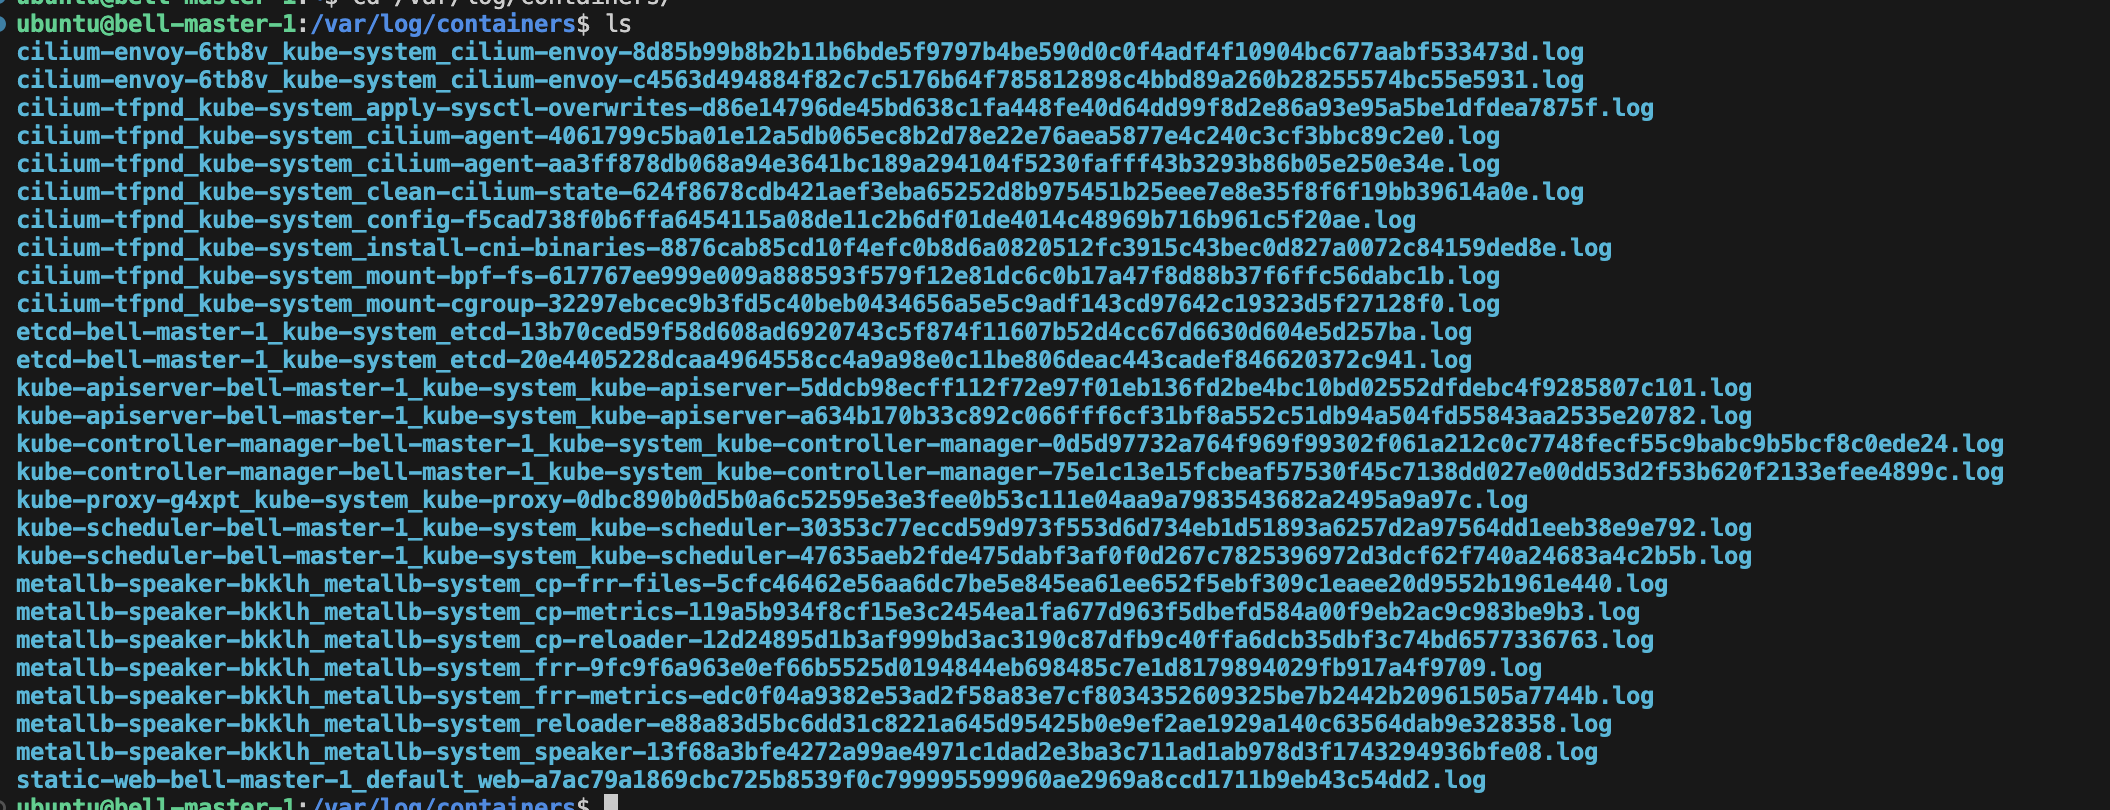 ubuntu@bell-master-1:~$ cd /var/log/containers/
ubuntu@bell-master-1:/var/log/containers$ ls
cilium-envoy-6tb8v_kube-system_cilium-envoy-8d85b99b8b2b11b6bde5f9797b4be590d0c0f4adf4f10904bc677aabf533473d.log
cilium-envoy-6tb8v_kube-system_cilium-envoy-c4563d494884f82c7c5176b64f785812898c4bbd89a260b28255574bc55e5931.log
cilium-tfpnd_kube-system_apply-sysctl-overwrites-d86e14796de45bd638c1fa448fe40d64dd99f8d2e86a93e95a5be1dfdea7875f.log
cilium-tfpnd_kube-system_cilium-agent-4061799c5ba01e12a5db065ec8b2d78e22e76aea5877e4c240c3cf3bbc89c2e0.log
cilium-tfpnd_kube-system_cilium-agent-aa3ff878db068a94e3641bc189a294104f5230fafff43b3293b86b05e250e34e.log
cilium-tfpnd_kube-system_clean-cilium-state-624f8678cdb421aef3eba65252d8b975451b25eee7e8e35f8f6f19bb39614a0e.log
cilium-tfpnd_kube-system_config-f5cad738f0b6ffa6454115a08de11c2b6df01de4014c48969b716b961c5f20ae.log
cilium-tfpnd_kube-system_install-cni-binaries-8876cab85cd10f4efc0b8d6a0820512fc3915c43bec0d827a0072c84159ded8e.log
cilium-tfpnd_kube-system_mount-bpf-fs-617767ee999e009a888593f579f12e81dc6c0b17a47f8d88b37f6ffc56dabc1b.log
cilium-tfpnd_kube-system_mount-cgroup-32297ebcec9b3fd5c40beb0434656a5e5c9adf143cd97642c19323d5f27128f0.log
etcd-bell-master-1_kube-system_etcd-13b70ced59f58d608ad6920743c5f874f11607b52d4cc67d6630d604e5d257ba.log
etcd-bell-master-1_kube-system_etcd-20e4405228dcaa4964558cc4a9a98e0c11be806deac443cadef846620372c941.log
kube-apiserver-bell-master-1_kube-system_kube-apiserver-5ddcb98ecff112f72e97f01eb136fd2be4bc10bd02552dfdebc4f9285807c101.log
kube-apiserver-bell-master-1_kube-system_kube-apiserver-a634b170b33c892c066fff6cf31bf8a552c51db94a504fd55843aa2535e20782.log
kube-controller-manager-bell-master-1_kube-system_kube-controller-manager-0d5d97732a764f969f99302f061a212c0c7748fecf55c9babc9b5bcf8c0ede24.log
kube-controller-manager-bell-master-1_kube-system_kube-controller-manager-75e1c13e15fcbeaf57530f45c7138dd027e00dd53d2f53b620f2133efee4899c.log
kube-proxy-g4xpt_kube-system_kube-proxy-0dbc890b0d5b0a6c52595e3e3fee0b53c111e04aa9a7983543682a2495a9a97c.log
kube-scheduler-bell-master-1_kube-system_kube-scheduler-30353c77eccd59d973f553d6d734eb1d51893a6257d2a97564dd1eeb38e9e792.log
kube-scheduler-bell-master-1_kube-system_kube-scheduler-47635aeb2fde475dabf3af0f0d267c7825396972d3dcf62f740a24683a4c2b5b.log
metallb-speaker-bkklh_metallb-system_cp-frr-files-5cfc46462e56aa6dc7be5e845ea61ee652f5ebf309c1eaee20d9552b1961e440.log
metallb-speaker-bkklh_metallb-system_cp-metrics-119a5b934f8cf15e3c2454ea1fa677d963f5dbefd584a00f9eb2ac9c983be9b3.log
metallb-speaker-bkklh_metallb-system_cp-reloader-12d24895d1b3af999bd3ac3190c87dfb9c40ffa6dcb35dbf3c74bd6577336763.log
metallb-speaker-bkklh_metallb-system_frr-9fc9f6a963e0ef66b5525d0194844eb698485c7e1d8179894029fb917a4f9709.log
metallb-speaker-bkklh_metallb-system_frr-metrics-edc0f04a9382e53ad2f58a83e7cf8034352609325be7b2442b20961505a7744b.log
metallb-speaker-bkklh_metallb-system_reloader-e88a83d5bc6dd31c8221a645d95425b0e9ef2ae1929a140c63564dab9e328358.log
metallb-speaker-bkklh_metallb-system_speaker-13f68a3bfe4272a99ae4971c1dad2e3ba3c711ad1ab978d3f1743294936bfe08.log
static-web-bell-master-1_default_web-a7ac79a1869cbc725b8539f0c799995599960ae2969a8ccd1711b9eb43c54dd2.log
ubuntu@bell-master-1:/var/log/containers$